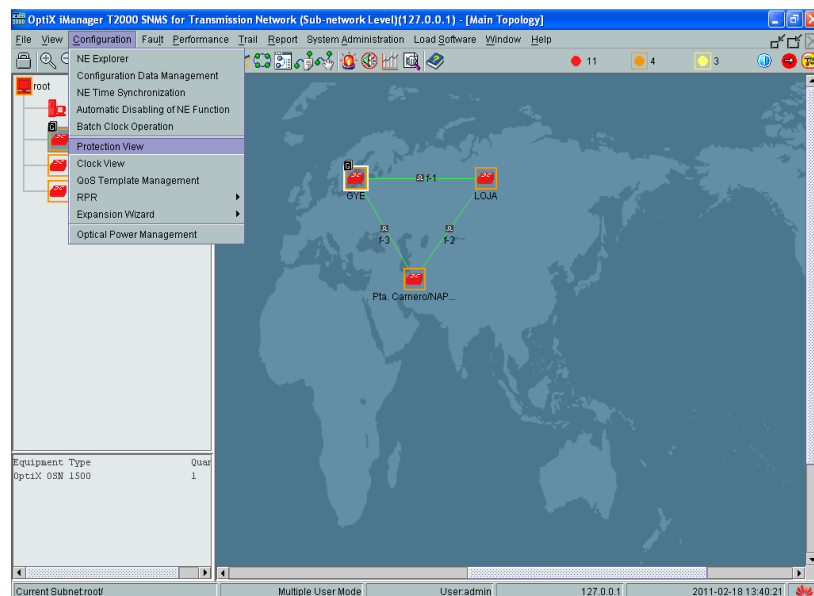 OptiX iManager T2000 SNMS for Transmission Network (Sub-network Level)(127.0.0.1) - [Main Topology]
File View Configuration Fault Performance Trail Report System Administration Load Software Window Help
11 4 3
root
NE Explorer
Configuration Data Management
NE Time Synchronization
Automatic Disabling of NE Function
Batch Clock Operation
Protection View
Clock View
QoS Template Management
RPR
Expansion Wizard
Optical Power Management
G
G
GYE
f-1
LOJA
f-3
f-2
Pta. Carnero/NAP...
Equipment Type Quar
OptiX OSN 1500 1
Current Subnet:root/ Multiple User Mode User:admin 127.0.0.1 2011-02-18 13:40:21